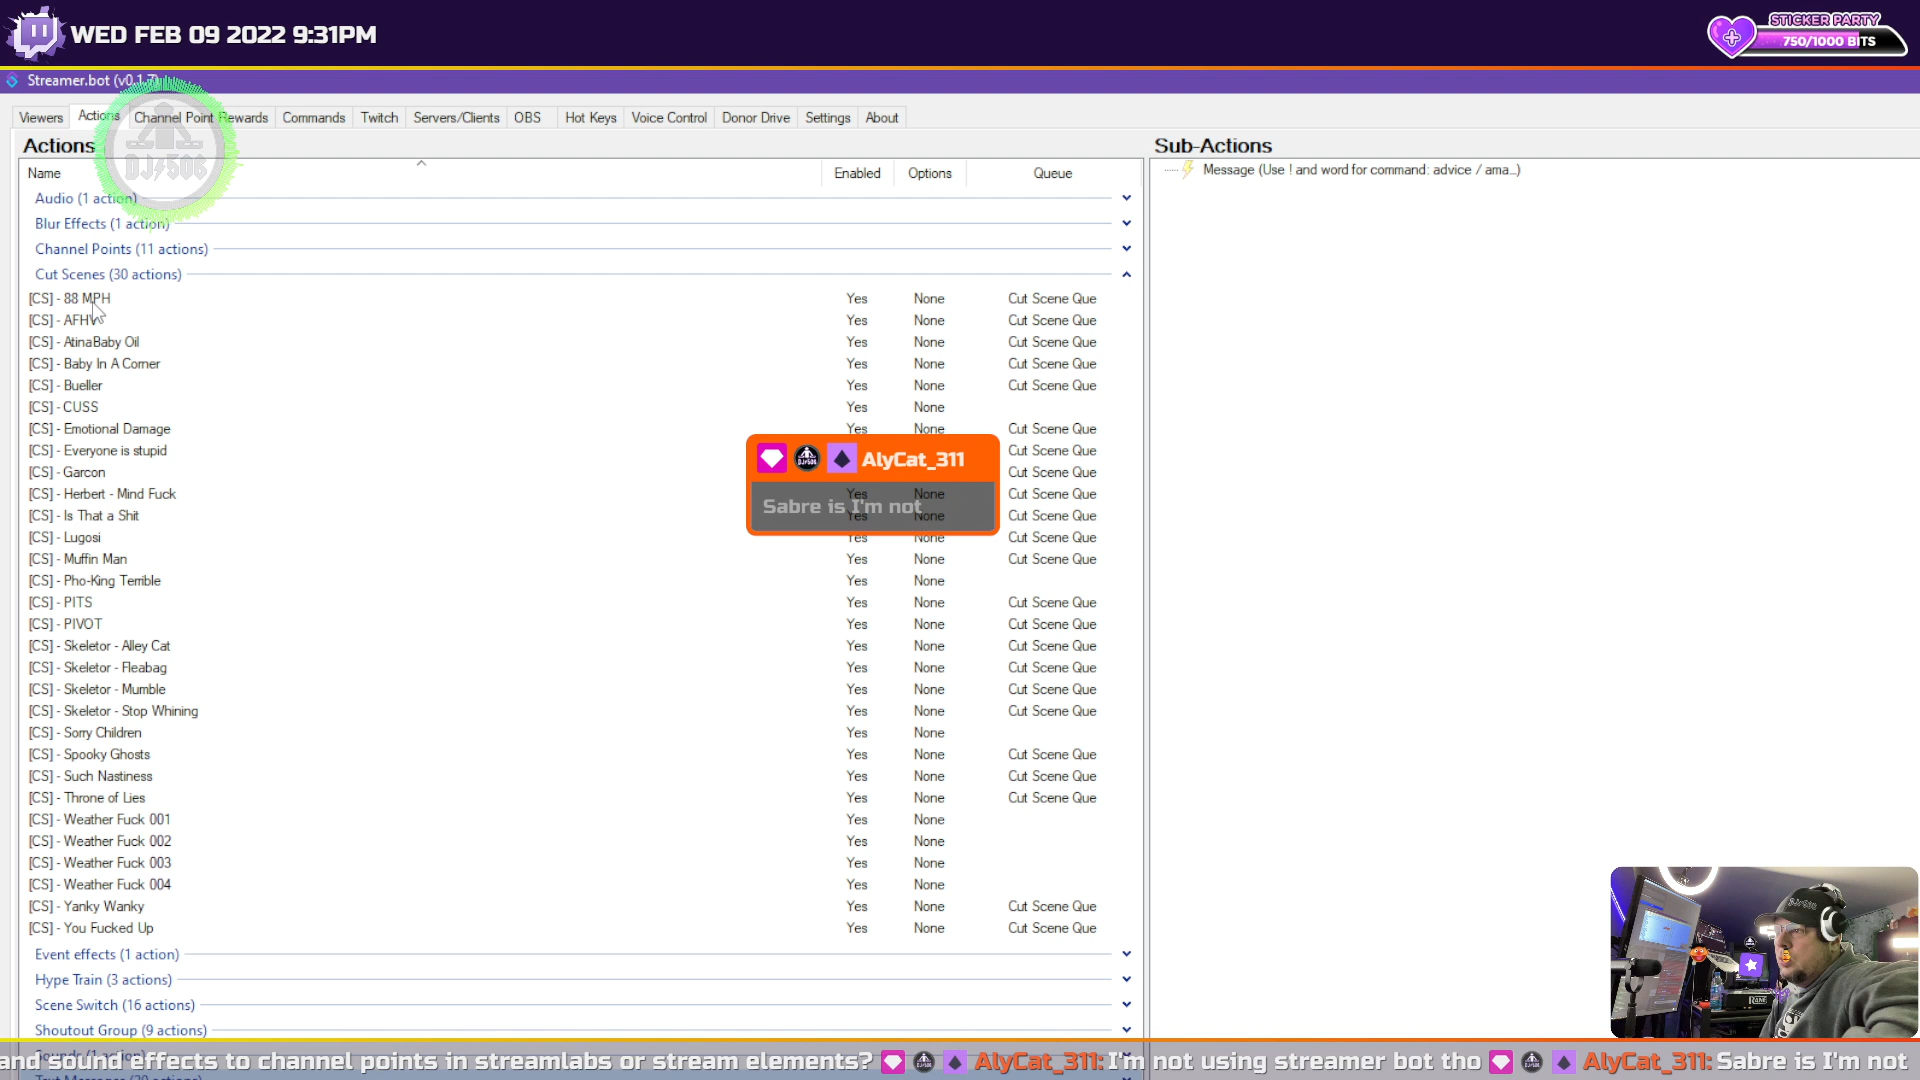 WED FEB 09 2022 9:31PM
STICKER PARTY
750/1000 BITS
Streamer.bot (v0.1.7)
Viewers Actions Channel Point Rewards Commands Twitch Servers/Clients OBS Hot Keys Voice Control Donor Drive Settings About
Actions
DJ 506
Sub-Actions
Name Enabled Options Queue
Message (Use ! and word for command: advice / ama...)
Audio (1 action)
Blur Effects (1 action)
Channel Points (11 actions)
Cut Scenes (30 actions)
[CS] - 88 MPH Yes None Cut Scene Que
[CS] - AFHV Yes None Cut Scene Que
[CS] - AtinaBaby Oil Yes None Cut Scene Que
[CS] - Baby In A Corner Yes None Cut Scene Que
[CS] - Bueller Yes None Cut Scene Que
[CS] - CUSS Yes None
[CS] - Emotional Damage Yes None Cut Scene Que
[CS] - Everyone is stupid Cut Scene Que
AlyCat_311
[CS] - Garcon Cut Scene Que
[CS] - Herbert - Mind Fuck Yes None Cut Scene Que
Sabre is I'm not
[CS] - Is That a Shit Yes None Cut Scene Que
[CS] - Lugosi Yes None Cut Scene Que
[CS] - Muffin Man Yes None Cut Scene Que
[CS] - Pho-King Terrible Yes None
[CS] - PITS Yes None Cut Scene Que
[CS] - PIVOT Yes None Cut Scene Que
[CS] - Skeletor - Alley Cat Yes None Cut Scene Que
[CS] - Skeletor - Fleabag Yes None Cut Scene Que
[CS] - Skeletor - Mumble Yes None Cut Scene Que
[CS] - Skeletor - Stop Whining Yes None Cut Scene Que
[CS] - Sorry Children Yes None
[CS] - Spooky Ghosts Yes None Cut Scene Que
[CS] - Such Nastiness Yes None Cut Scene Que
[CS] - Throne of Lies Yes None Cut Scene Que
[CS] - Weather Fuck 001 Yes None
[CS] - Weather Fuck 002 Yes None
[CS] - Weather Fuck 003 Yes None
[CS] - Weather Fuck 004 Yes None
[CS] - Yanky Wanky Yes None Cut Scene Que
[CS] - You Fucked Up Yes None Cut Scene Que
Event effects (1 action)
Hype Train (3 actions)
Scene Switch (16 actions)
Shoutout Group (9 actions)
and sound effects to channel points in streamlabs or stream elements? AlyCat_311: I'm not using streamer bot tho AlyCat_311: Sabre is I'm not